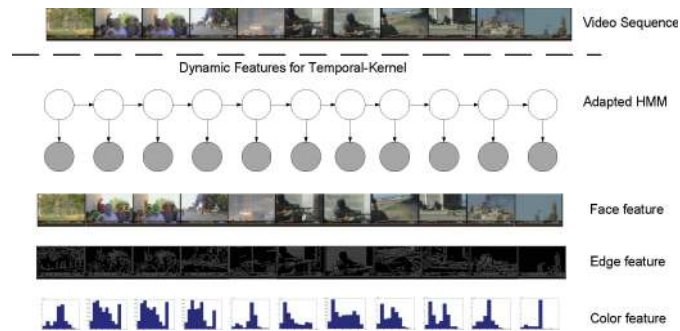 Video Sequence
Dynamic Features for Temporal-Kernel
Adapted HMM
Face feature
Edge feature
Color feature